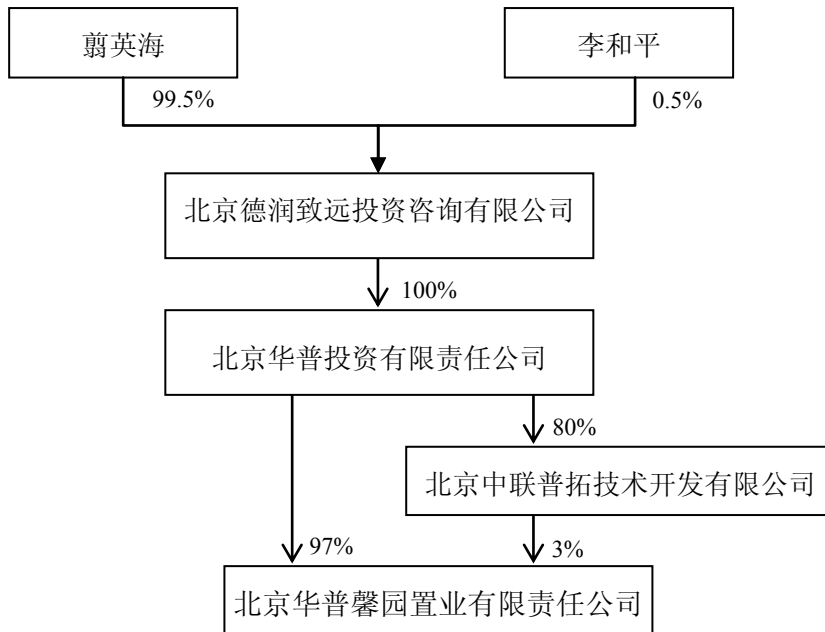 翦英海
李和平
99.5%
0.5%
北京德润致远投资咨询有限公司
100%
北京华普投资有限责任公司
80%
北京中联普拓技术开发有限公司
97%
3%
北京华普馨园置业有限责任公司